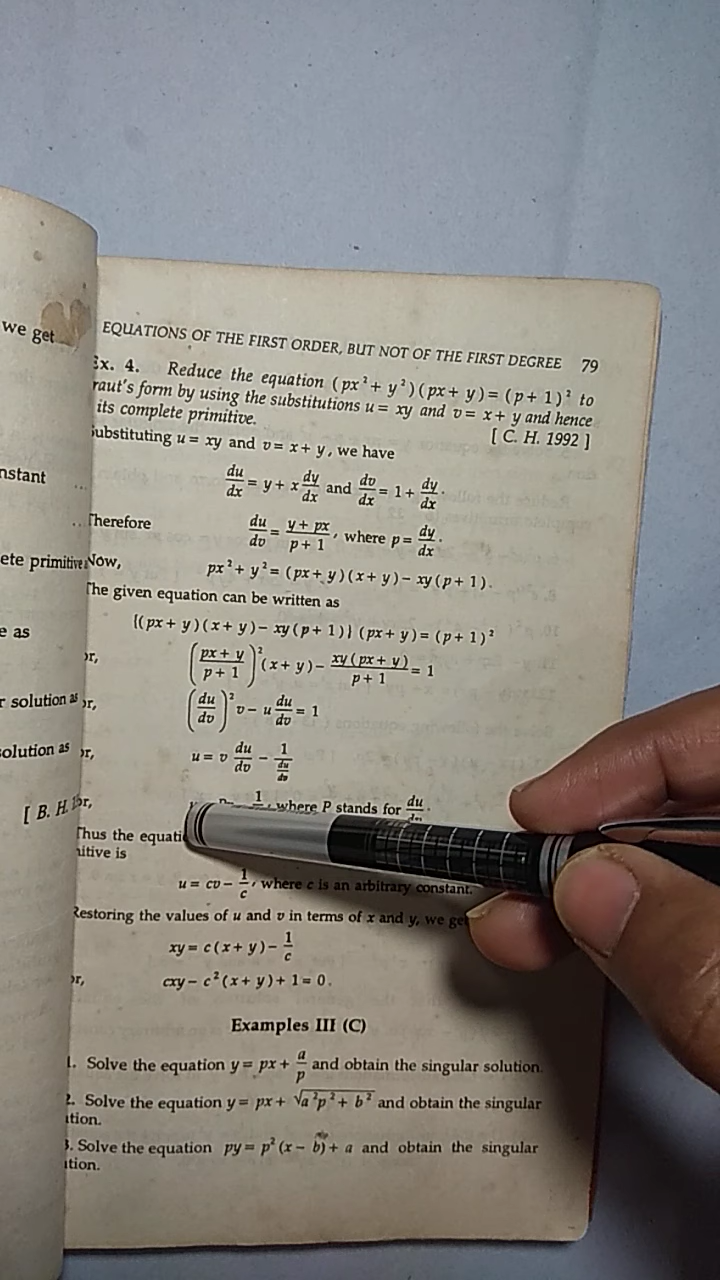 we get
nstant ...
...
ete primitive
e as
r solution as
solution as
[ B. H.
EQUATIONS OF THE FIRST ORDER, BUT NOT OF THE FIRST DEGREE 79
Ex. 4. Reduce the equation (px² + y²)(px + y) = (p + 1)² to
raut's form by using the substitutions u = xy and v = x + y and hence
its complete primitive. [ C. H. 1992 ]
ubstituting u = xy and v = x + y, we have
du/dx = y + x dy/dx and dv/dx = 1 + dy/dx.
Therefore du/dv = (y + px)/(p + 1), where p = dy/dx.
Now, px² + y² = (px + y)(x + y) − xy(p + 1).
The given equation can be written as
{(px + y)(x + y) − xy(p + 1)}(px + y) = (p + 1)²
or, ((px + y)/(p + 1))² (x + y) − xy(px + y)/(p + 1) = 1
or, (du/dv)² v − u du/dv = 1
or, u = v du/dv − 1/(du/dv)
or, 1 , where P stands for du/dv.
Thus the equati
nitive is
u = cv − 1/c, where c is an arbitrary constant.
Restoring the values of u and v in terms of x and y, we ge
xy = c(x + y) − 1/c
or, cxy − c²(x + y) + 1 = 0.
Examples III (C)
1. Solve the equation y = px + a/p and obtain the singular solution.
2. Solve the equation y = px + √(a²p² + b²) and obtain the singular
ution.
3. Solve the equation py = p²(x − b) + a and obtain the singular
ution.